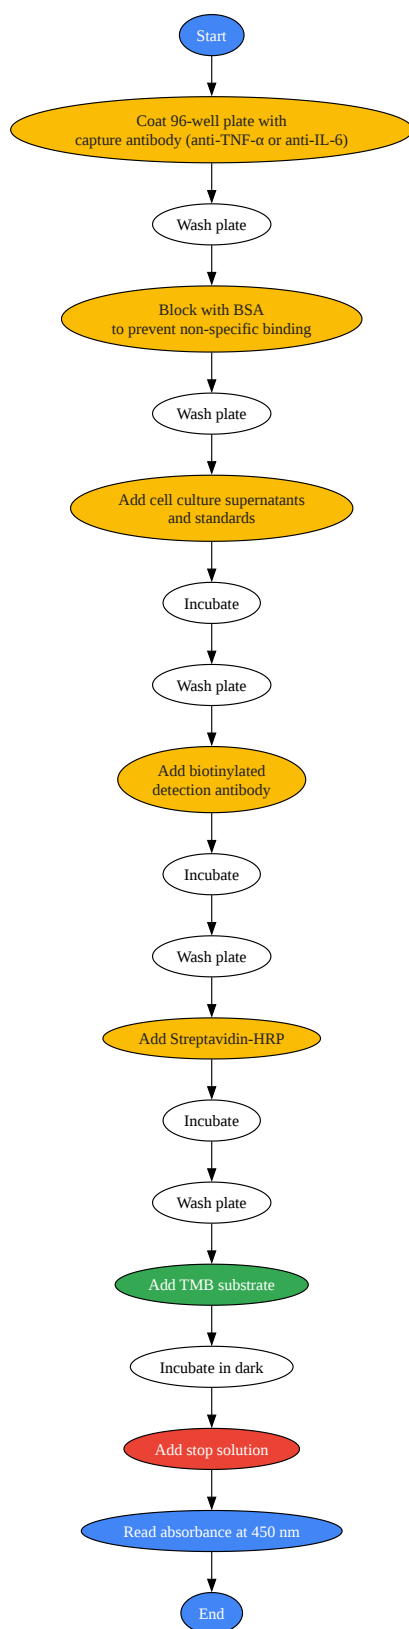 Start
Coat 96-well plate with
capture antibody (anti-TNF-α or anti-IL-6)
Wash plate
Block with BSA
to prevent non-specific binding
Wash plate
Add cell culture supernatants
and standards
Incubate
Wash plate
Add biotinylated
detection antibody
Incubate
Wash plate
Add Streptavidin-HRP
Incubate
Wash plate
Add TMB substrate
Incubate in dark
Add stop solution
Read absorbance at 450 nm
End